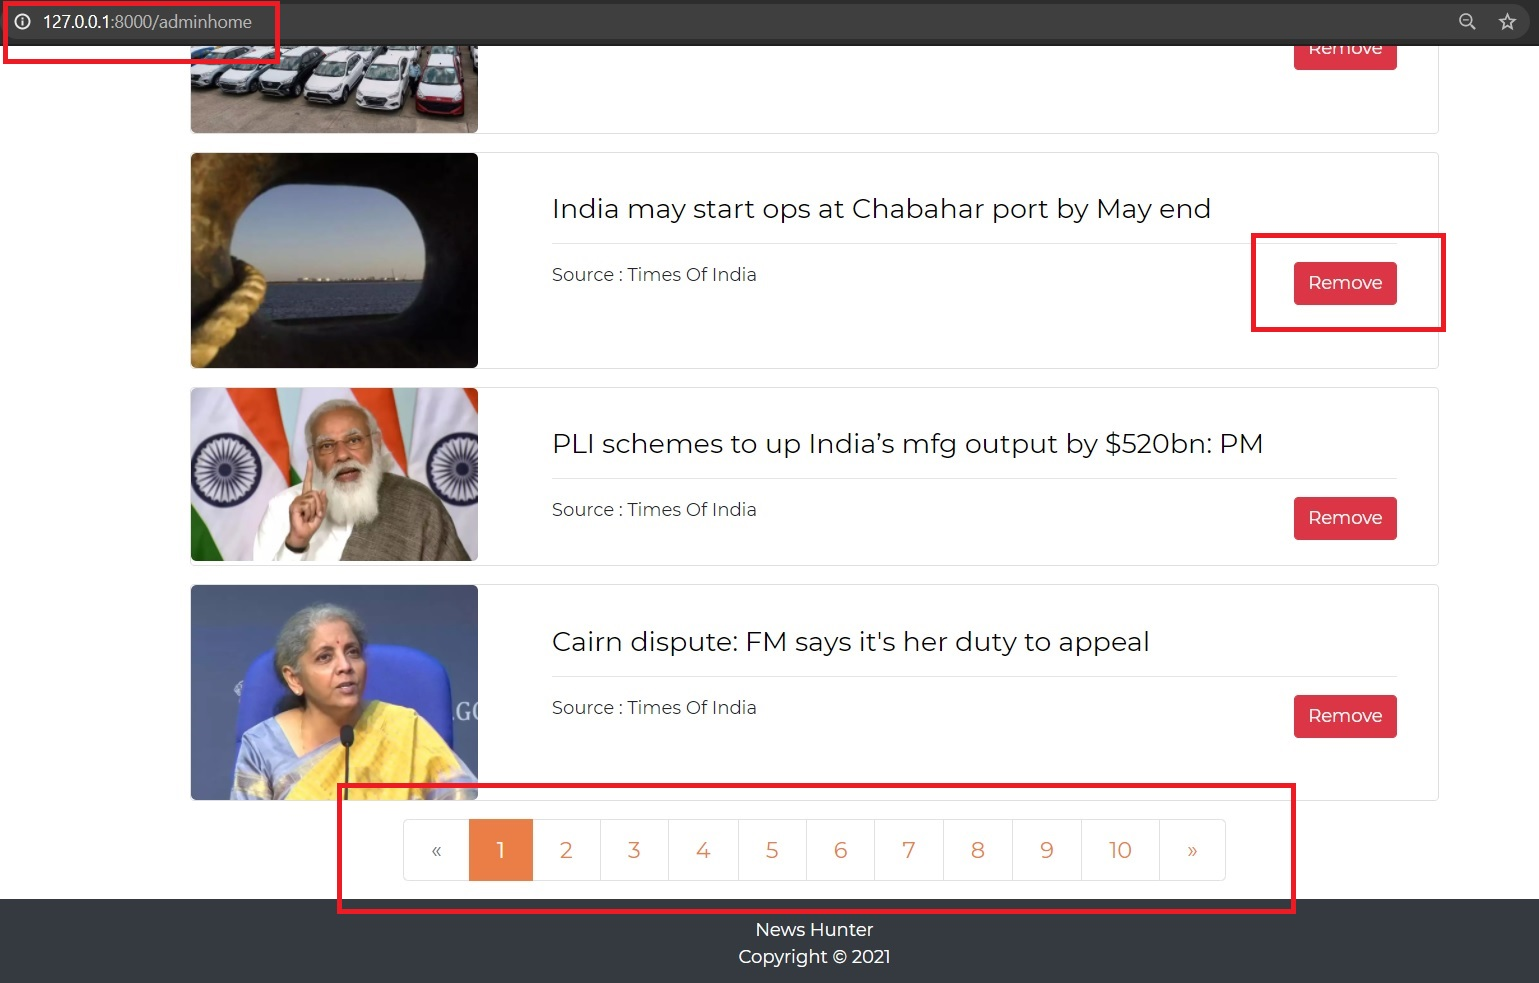 127.0.0.1:8000/adminhome
Remove
India may start ops at Chabahar port by May end
Source : Times Of India
Remove
PLI schemes to up India’s mfg output by $520bn: PM
Source : Times Of India
Remove
Cairn dispute: FM says it's her duty to appeal
Source : Times Of India
Remove
« 1 2 3 4 5 6 7 8 9 10 »
News Hunter
Copyright © 2021